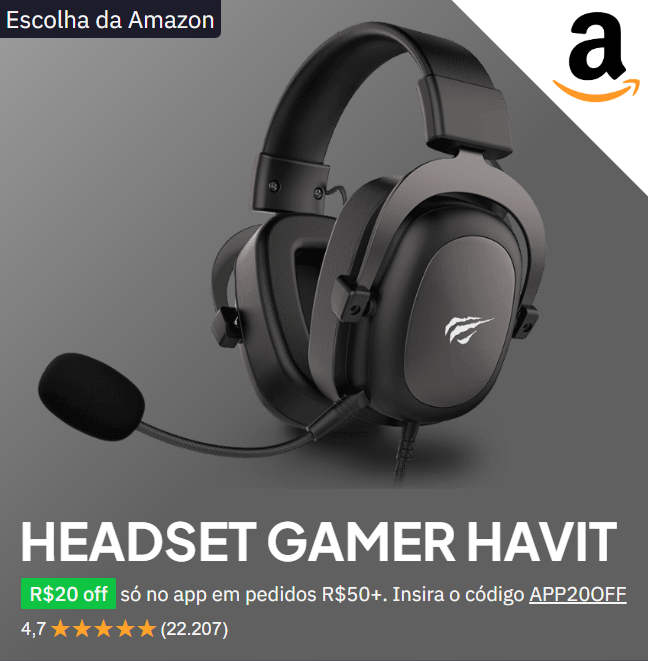 Escolha da Amazon
a
HEADSET GAMER HAVIT
R$20 off só no app em pedidos R$50+. Insira o código APP20OFF
4,7 ★★★★★ (22.207)